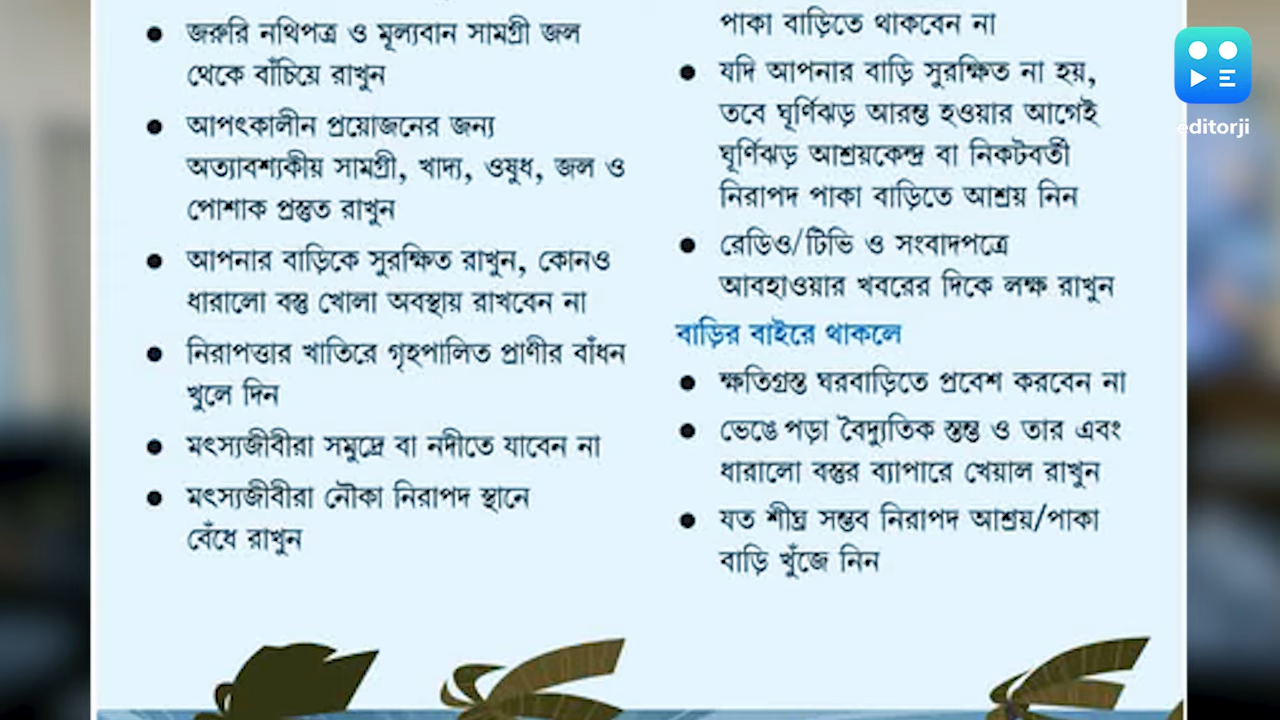 জরুরি নথিপত্র ও মূল্যবান সামগ্রী জল
থেকে বাঁচিয়ে রাখুন
আপৎকালীন প্রয়োজনের জন্য
অত্যাবশ্যকীয় সামগ্রী, খাদ্য, ওষুধ, জল ও
পোশাক প্রস্তুত রাখুন
আপনার বাড়িকে সুরক্ষিত রাখুন, কোনও
ধারালো বস্তু খোলা অবস্থায় রাখবেন না
নিরাপত্তার খাতিরে গৃহপালিত প্রাণীর বাঁধন
খুলে দিন
মৎস্যজীবীরা সমুদ্রে বা নদীতে যাবেন না
মৎস্যজীবীরা নৌকা নিরাপদ স্থানে
বেঁধে রাখুন
পাকা বাড়িতে থাকবেন না
যদি আপনার বাড়ি সুরক্ষিত না হয়,
তবে ঘূর্ণিঝড় আরম্ভ হওয়ার আগেই
ঘূর্ণিঝড় আশ্রয়কেন্দ্র বা নিকটবর্তী
নিরাপদ পাকা বাড়িতে আশ্রয় নিন
রেডিও/টিভি ও সংবাদপত্রে
আবহাওয়ার খবরের দিকে লক্ষ রাখুন
বাড়ির বাইরে থাকলে
ক্ষতিগ্রস্ত ঘরবাড়িতে প্রবেশ করবেন না
ভেঙে পড়া বৈদ্যুতিক স্তম্ভ ও তার এবং
ধারালো বস্তুর ব্যাপারে খেয়াল রাখুন
যত শীঘ্র সম্ভব নিরাপদ আশ্রয়/পাকা
বাড়ি খুঁজে নিন
editorji